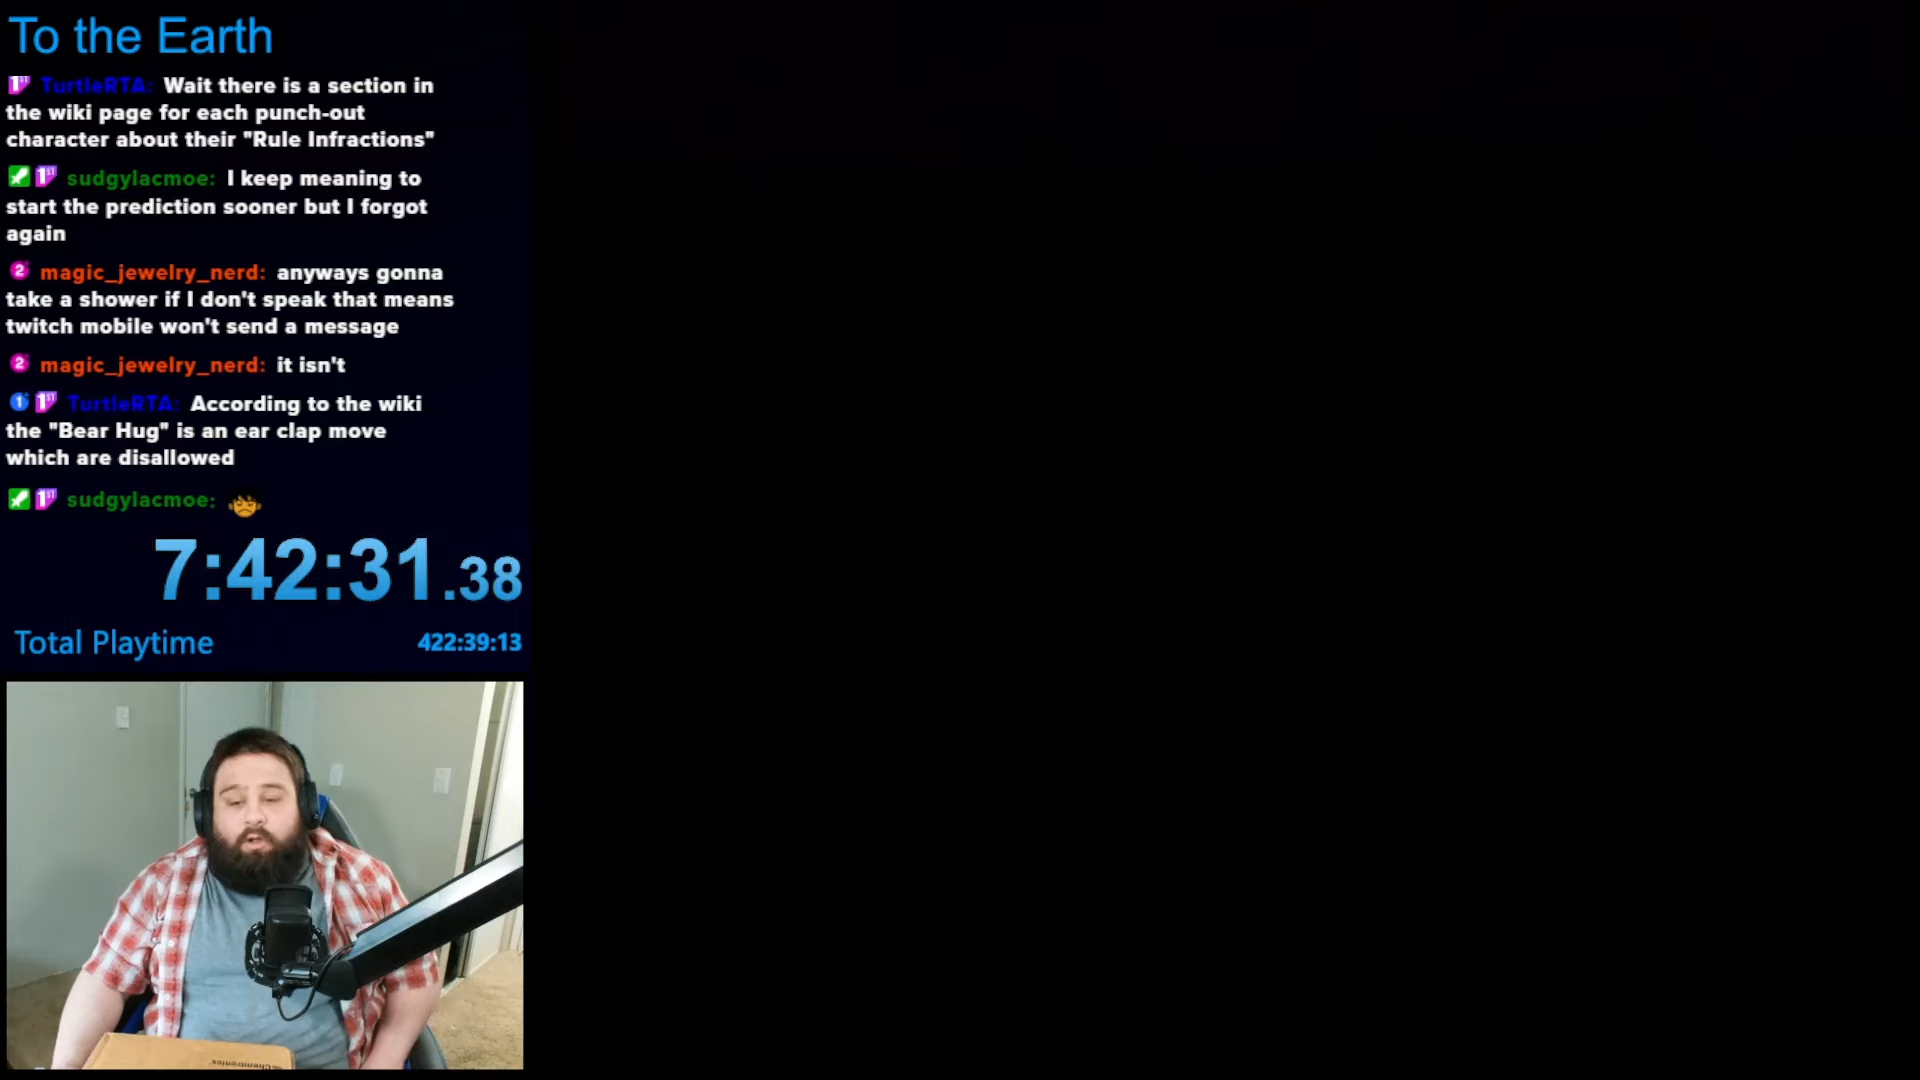 To the Earth
TurtleRTA: Wait there is a section in
the wiki page for each punch-out
character about their "Rule Infractions"
sudgylacmoe: I keep meaning to
start the prediction sooner but I forgot
again
2 magic_jewelry_nerd: anyways gonna
take a shower if I don't speak that means
twitch mobile won't send a message
2 magic_jewelry_nerd: it isn't
1 TurtleRTA: According to the wiki
the "Bear Hug" is an ear clap move
which are disallowed
sudgylacmoe:
7:42:31.38
Total Playtime 422:39:13
Chemtronics